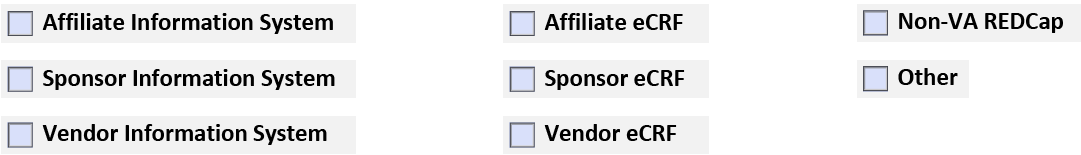 Affiliate Information System
Affiliate eCRF
Non-VA REDCap
Sponsor Information System
Sponsor eCRF
Other
Vendor Information System
Vendor eCRF